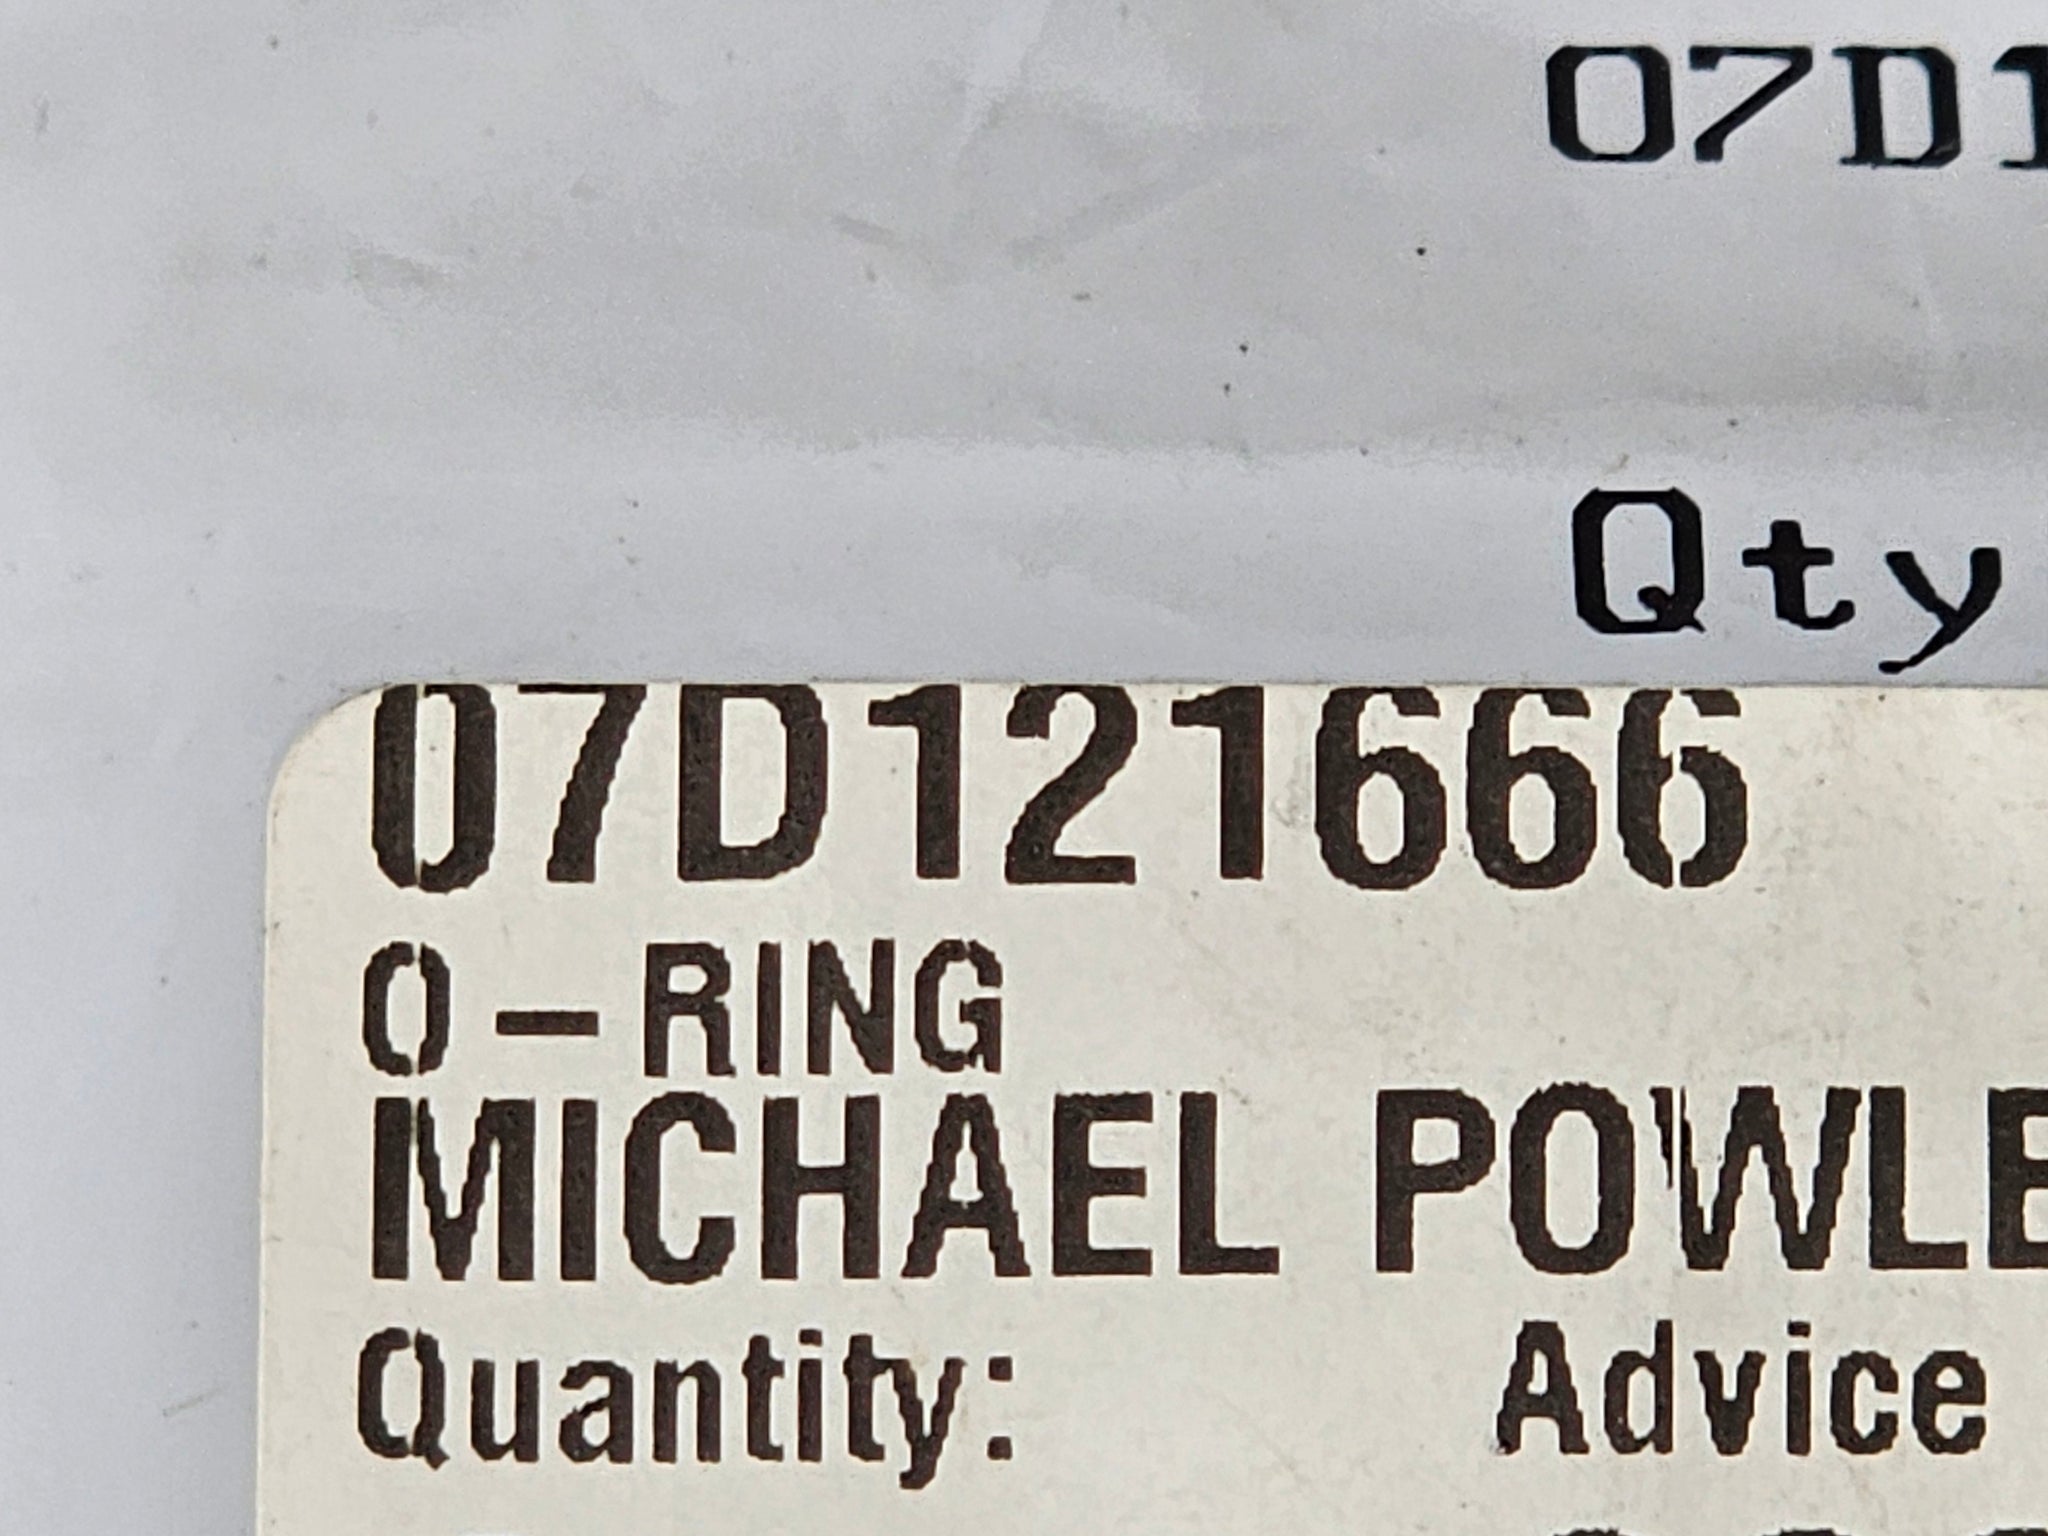 07D1
Qty
07D121666
O-RING
MICHAEL POWLE
Quantity: Advice